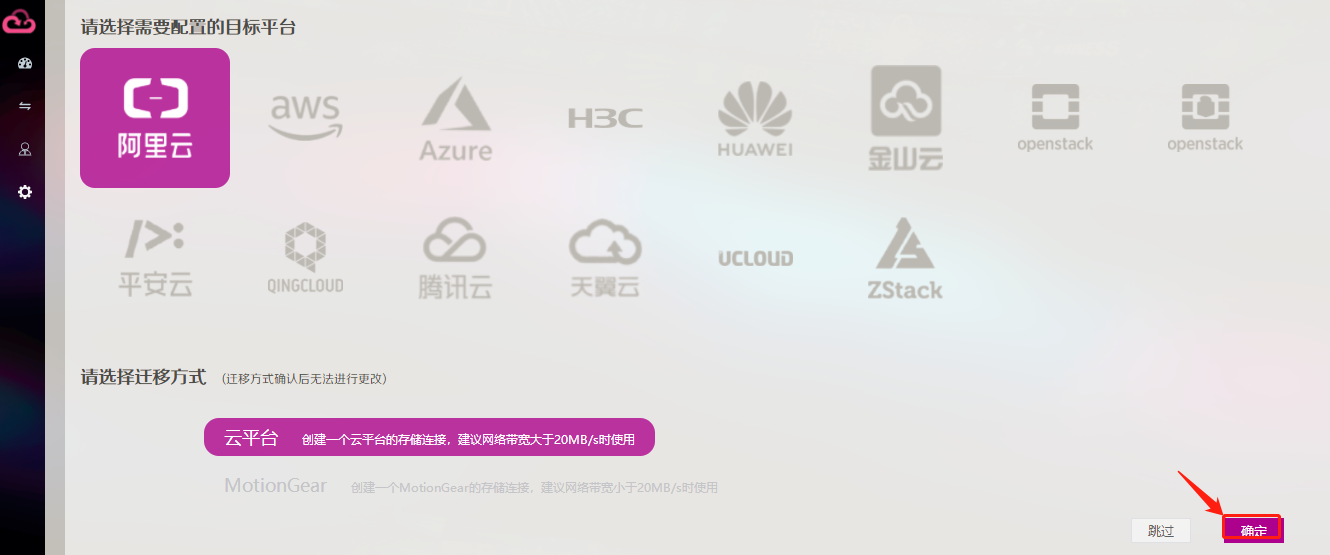 请选择需要配置的目标平台
阿里云
aws
Azure
H3C
HUAWEI
金山云
openstack
openstack
平安云
QINGCLOUD
腾讯云
天翼云
UCLOUD
ZStack
请选择迁移方式 (迁移方式确认后无法进行更改)
云平台 创建一个云平台的存储连接，建议网络带宽大于20MB/s时使用
MotionGear 创建一个MotionGear的存储连接，建议网络带宽小于20MB/s时使用
跳过 确定